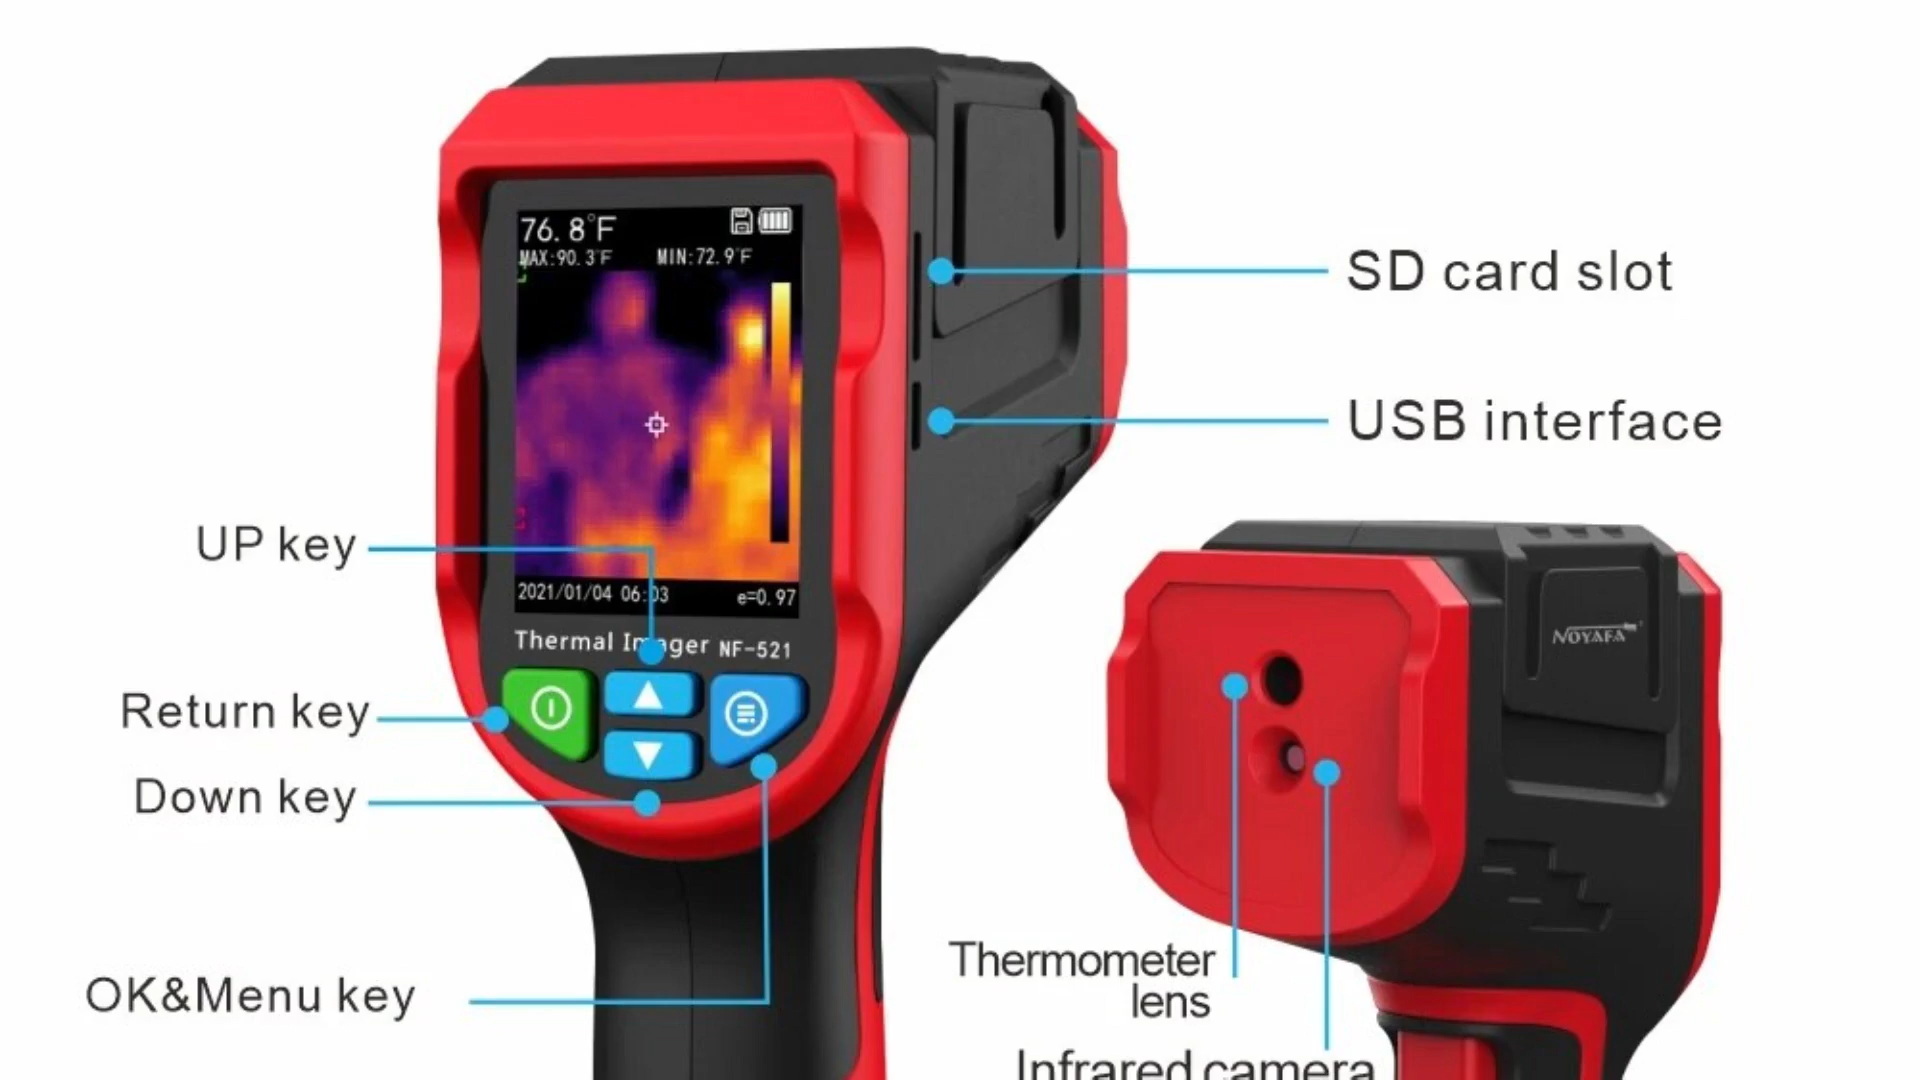 76.8°F
MAX:90.3°F MIN:72.9°F
SD card slot
USB interface
UP key
2021/01/04 06:03 e=0.97
Thermal Imager NF-521
NOYAFA
Return key
Down key
OK&Menu key
Thermometer
lens
Infrared camera